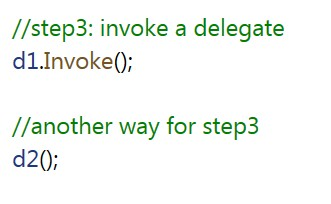 //step3: invoke a delegate
d1.Invoke();
//another way for step3
d2();